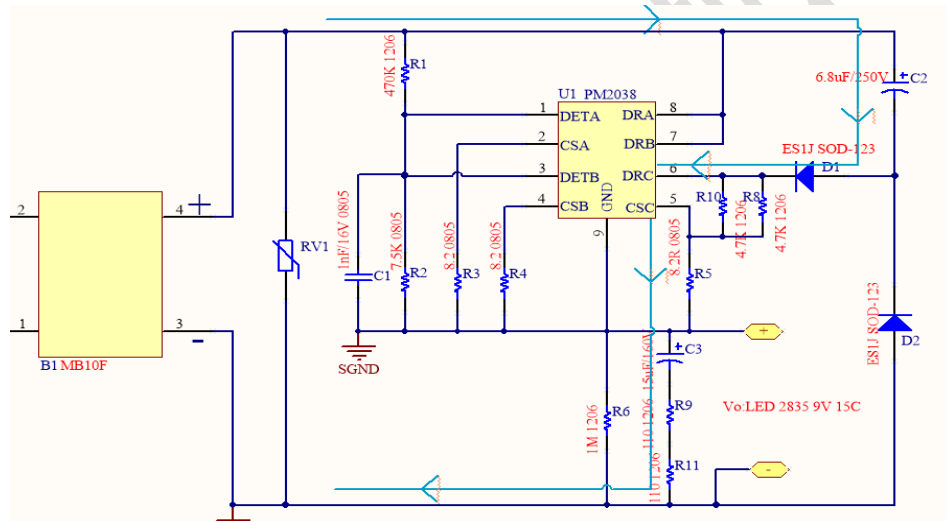 R1
470K 1206
6.8uF/250V
+
C2
U1 PM2038
1
DETA
DRA
8
2
CSA
DRB
7
3
DETB
DRC
6
4
CSB
GND
CSC
5
9
ES1J SOD-123
D1
R10
R8
4.7K 1206
4.7K 1206
2
4
+
B1 MB10F
1
3
-
RV1
1nF/16V 0805
C1
7.5K 0805
R2
8.2 0805
R3
8.2 0805
R4
8.2R 0805
R5
SGND
+
ES1J SOD-123
D2
+
C3
15uF/160V
R6
1M 1206
R9
110 1206
R11
110 1206
Vo:LED 2835 9V 15C
-